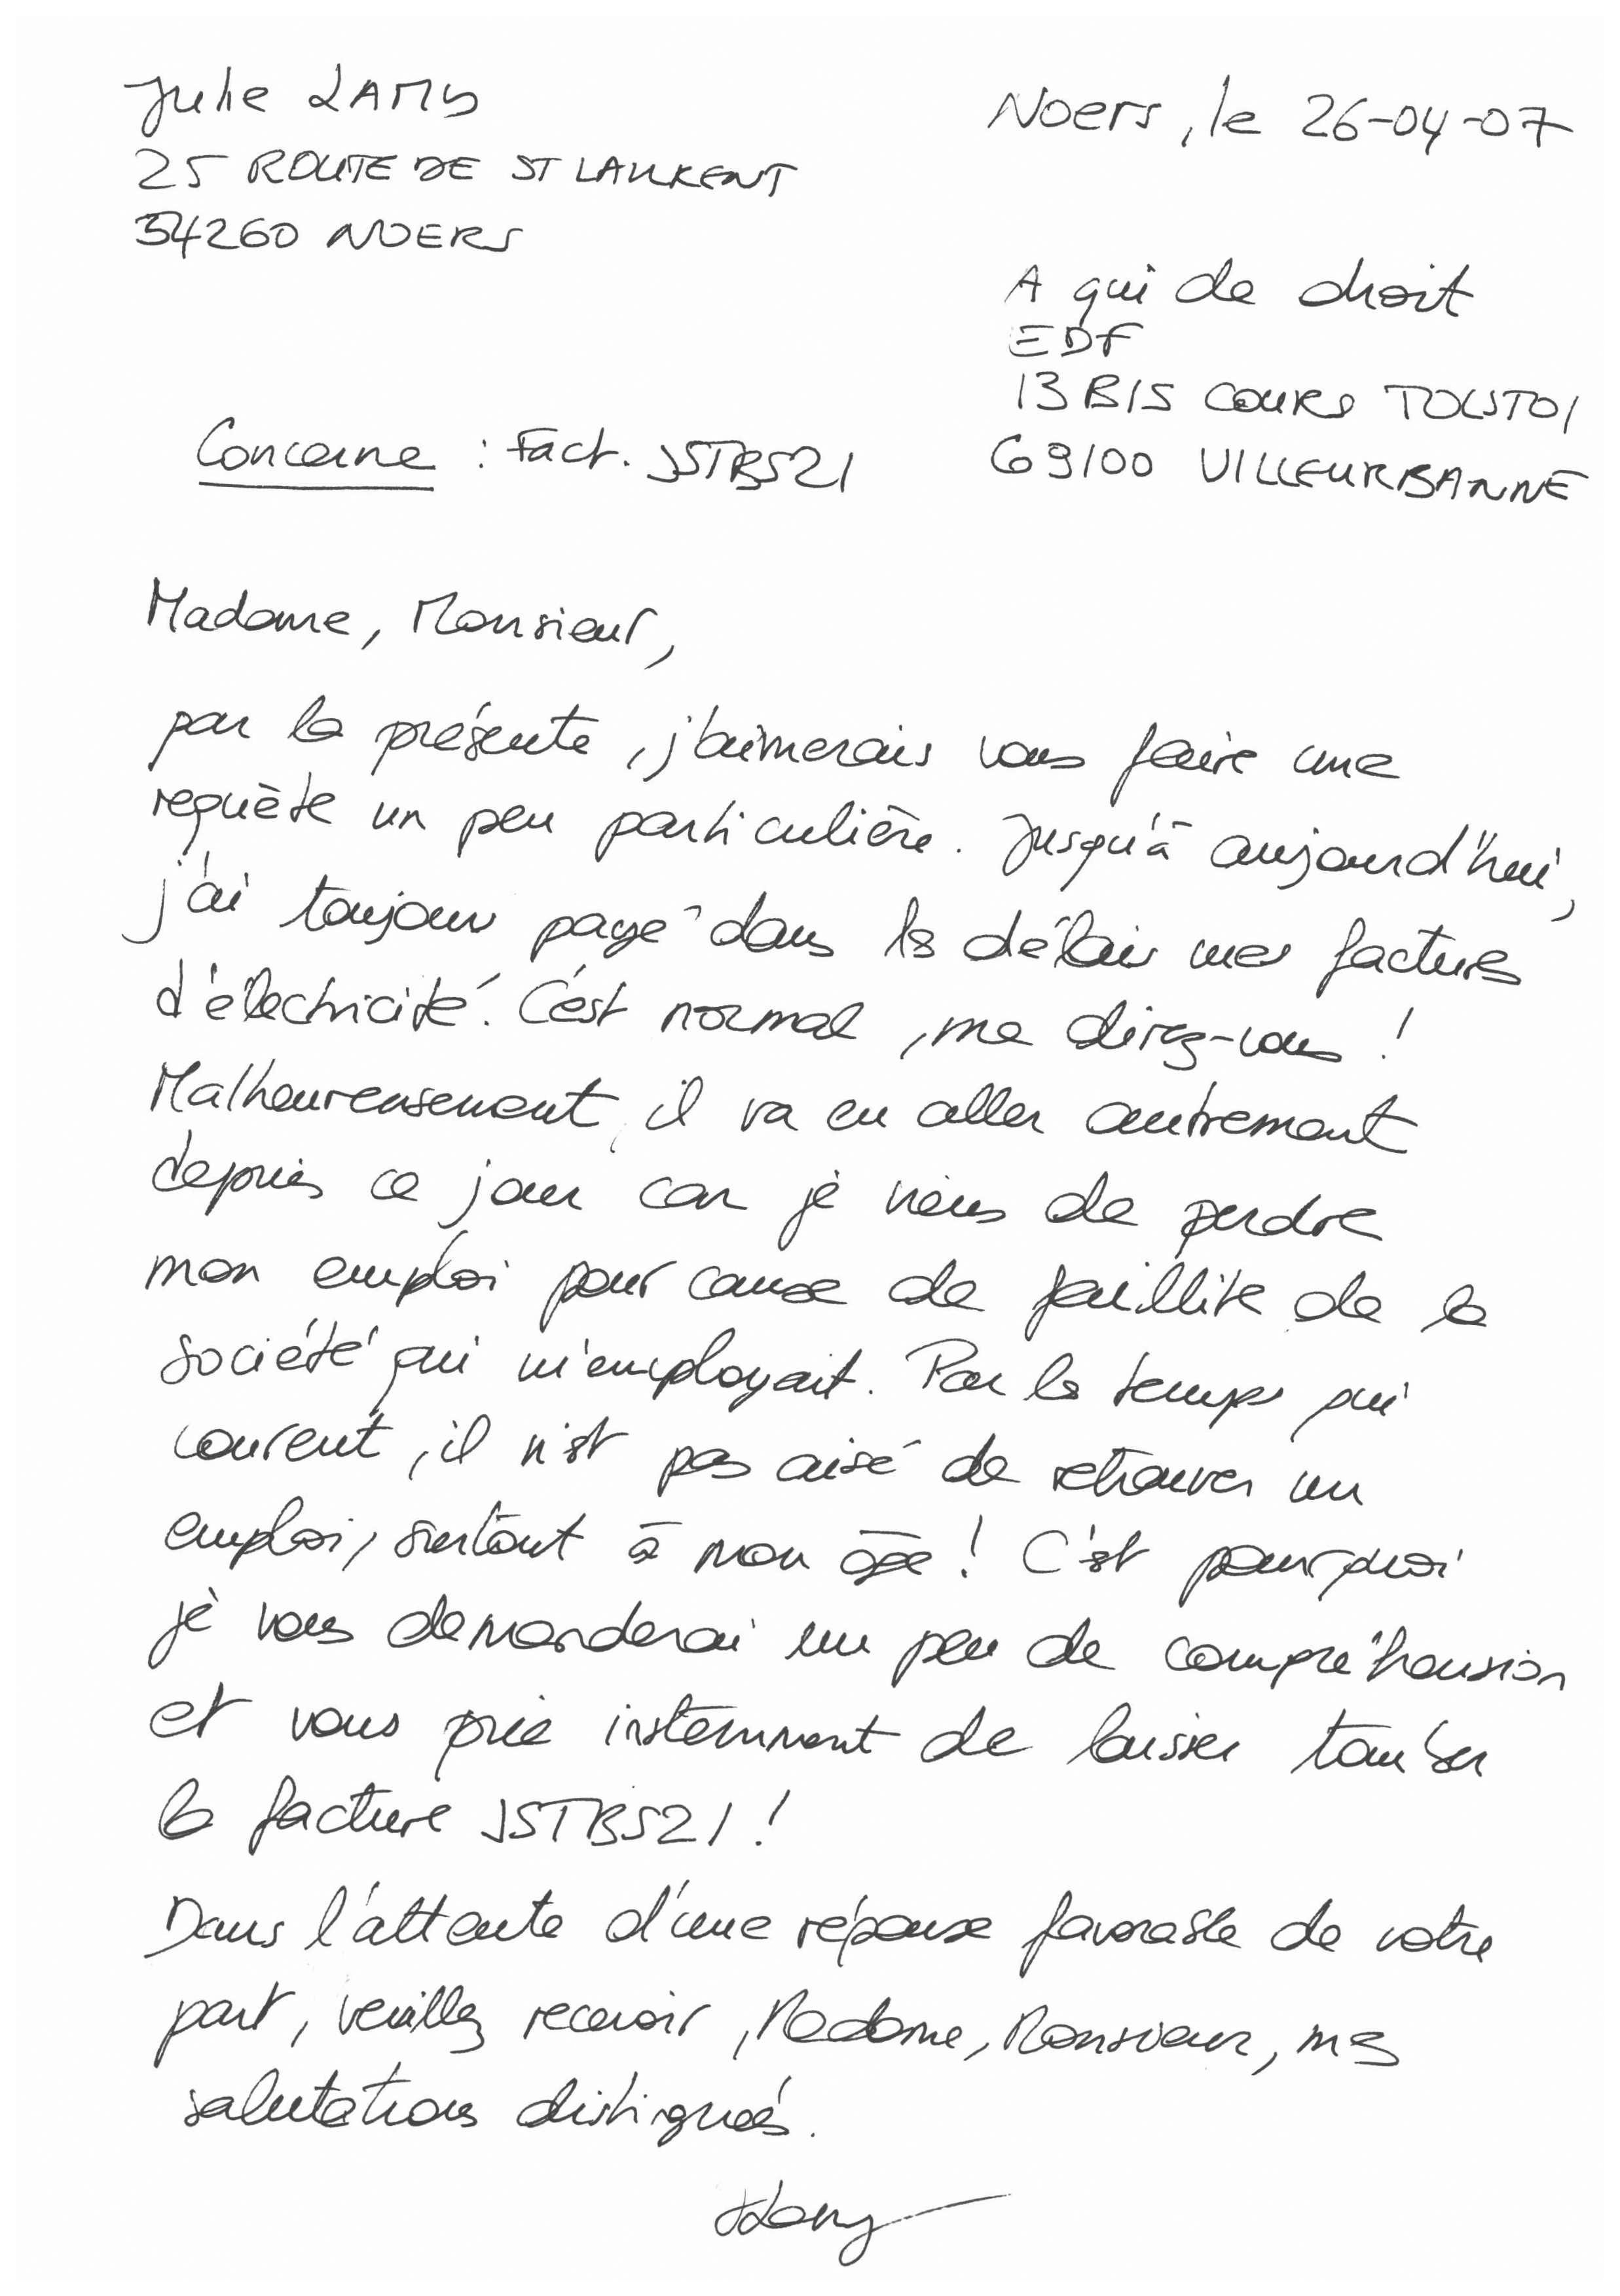 Julie LAMY
25 ROUTE DE ST LAURENT
54260 NOERS
Noers, le 26-04-07
A qui de droit
EDF
13 BIS COURS TOLSTOI
69100 VILLEURBANNE
Concerne : Fact. JSTBS21
Madame, Monsieur,
par la présente, j'aimerais vous faire une
requète un peu particulière. Jusqu'à aujourd'hui,
j'ai toujours payé dans les délais mes factures
d'électricité. C'est normal, me direz-vous !
Malheureusement, il va en aller autrement
depuis ce jour car je viens de perdre
mon emploi pour cause de faillite de la
société qui m'employait. Par les temps qui
courent, il n'est pas aisé de retrouver un
emploi, surtout à mon âge ! C'est pourquoi
je vous demanderai un peu de compréhension
et vous prie instemment de laisser tomber
la facture JSTBS21 !
Dans l'attente d'une réponse favorable de votre
part, veuillez recevoir, Madame, Monsieur, mes
salutations distinguées.
JLamy